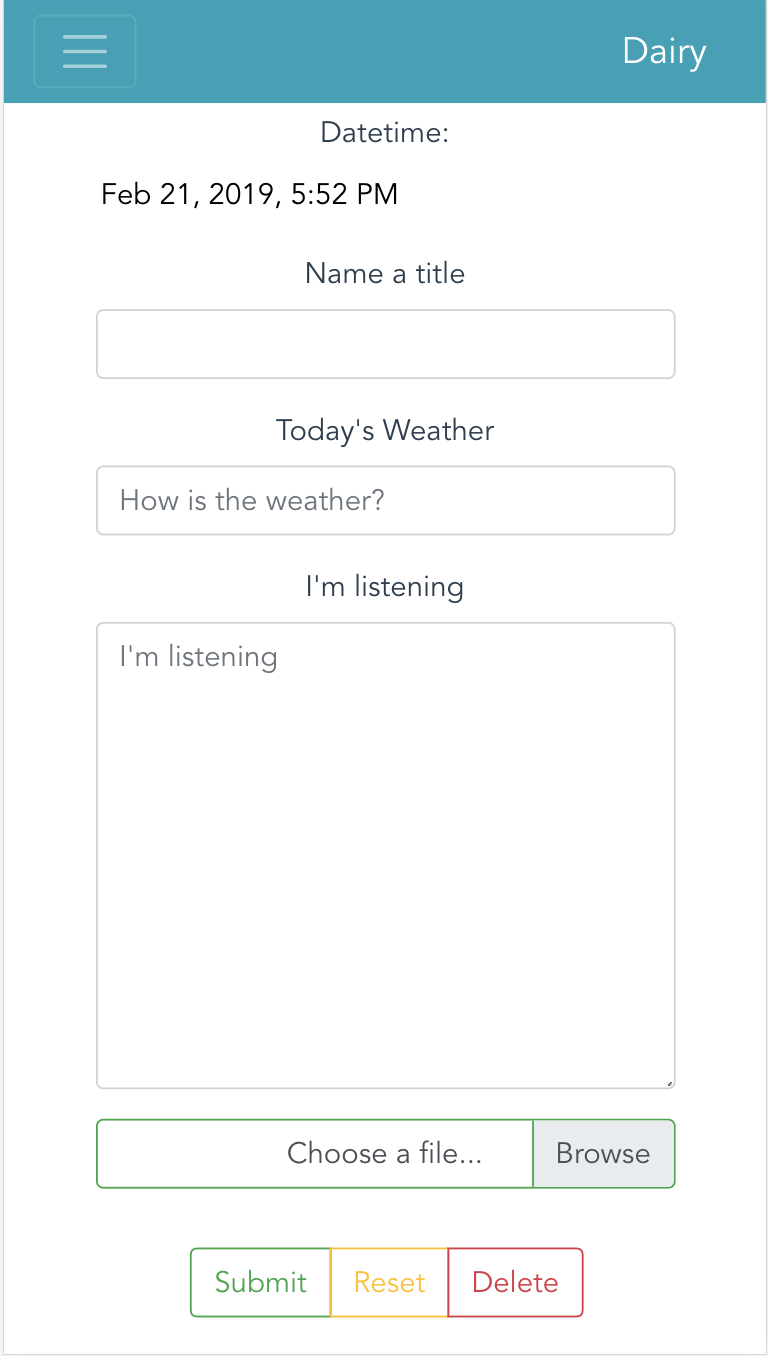 Dairy
Datetime:
Feb 21, 2019, 5:52 PM
Name a title
Today's Weather
How is the weather?
I'm listening
I'm listening
Choose a file... Browse
Submit Reset Delete